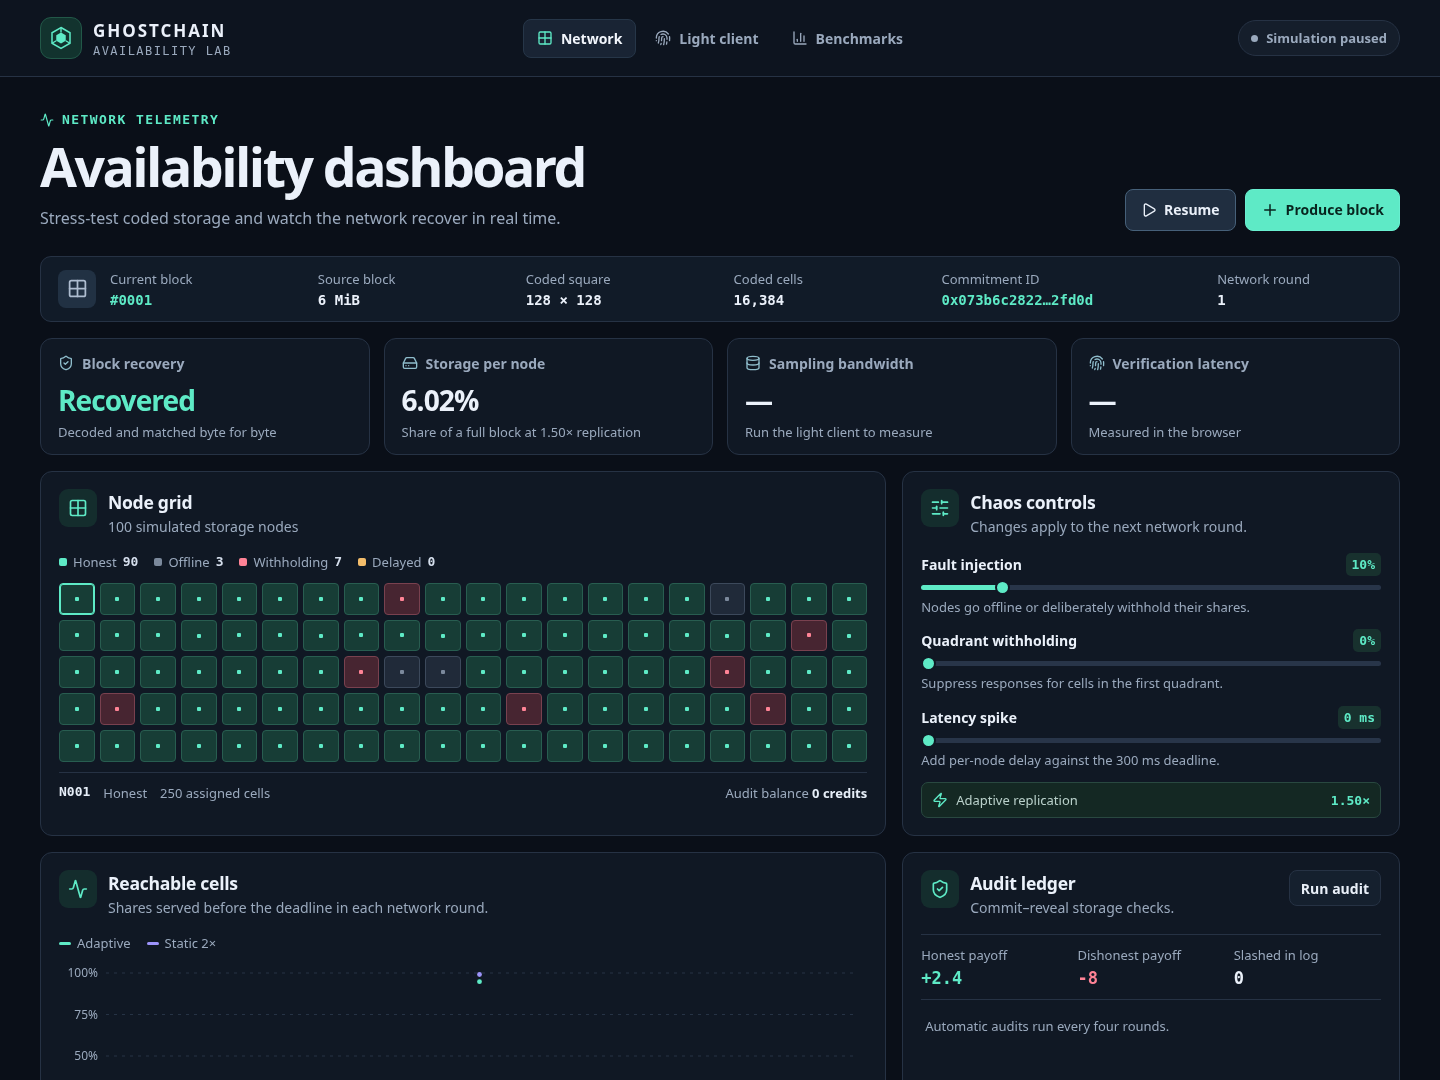 GHOSTCHAIN
AVAILABILITY LAB
Network
Light client
Benchmarks
Simulation paused
NETWORK TELEMETRY
Availability dashboard
Stress-test coded storage and watch the network recover in real time.
Resume
Produce block
Current block
#0001
Source block
6 MiB
Coded square
128 × 128
Coded cells
16,384
Commitment ID
0x073b6c2822…2fd0d
Network round
1
Block recovery
Recovered
Decoded and matched byte for byte
Storage per node
6.02%
Share of a full block at 1.50× replication
Sampling bandwidth
—
Run the light client to measure
Verification latency
—
Measured in the browser
Node grid
100 simulated storage nodes
Honest 90
Offline 3
Withholding 7
Delayed 0
N001 Honest 250 assigned cells
Audit balance 0 credits
Chaos controls
Changes apply to the next network round.
Fault injection 10%
Nodes go offline or deliberately withhold their shares.
Quadrant withholding 0%
Suppress responses for cells in the first quadrant.
Latency spike 0 ms
Add per-node delay against the 300 ms deadline.
Adaptive replication 1.50×
Reachable cells
Shares served before the deadline in each network round.
Adaptive
Static 2×
100%
75%
50%
Audit ledger
Commit–reveal storage checks.
Run audit
Honest payoff
+2.4
Dishonest payoff
-8
Slashed in log
0
Automatic audits run every four rounds.